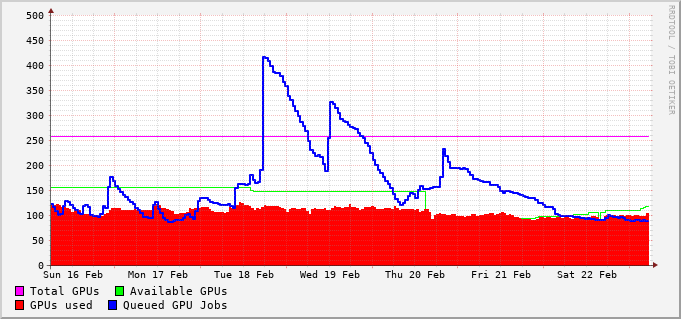 RRDTOOL / TOBI OETIKER
500
450
400
350
300
250
200
150
100
50
0
Sun 16 Feb Mon 17 Feb Tue 18 Feb Wed 19 Feb Thu 20 Feb Fri 21 Feb Sat 22 Feb
Total GPUs Available GPUs
GPUs used Queued GPU Jobs